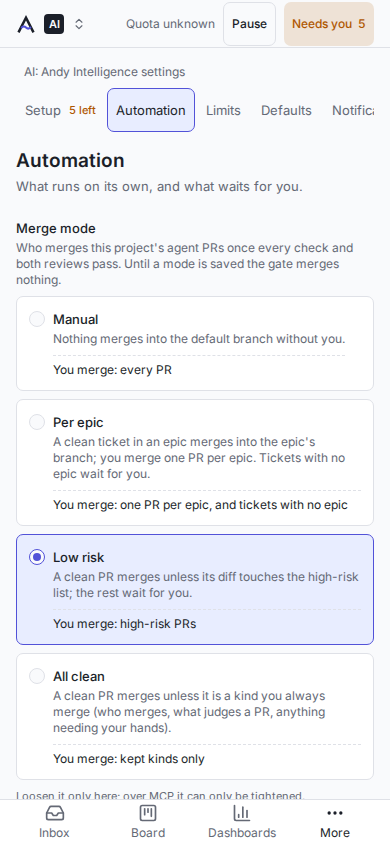 AI
Quota unknown
Pause
Needs you 5
AI: Andy Intelligence settings
Setup 5 left
Automation
Limits
Defaults
Notifica
Automation
What runs on its own, and what waits for you.
Merge mode
Who merges this project's agent PRs once every check and
both reviews pass. Until a mode is saved the gate merges
nothing.
Manual
Nothing merges into the default branch without you.
You merge: every PR
Per epic
A clean ticket in an epic merges into the epic's
branch; you merge one PR per epic. Tickets with no
epic wait for you.
You merge: one PR per epic, and tickets with no epic
Low risk
A clean PR merges unless its diff touches the high-risk
list; the rest wait for you.
You merge: high-risk PRs
All clean
A clean PR merges unless it is a kind you always
merge (who merges, what judges a PR, anything
needing your hands).
You merge: kept kinds only
Loosen it only here; over MCP it can only be tightened.
Inbox
Board
Dashboards
More